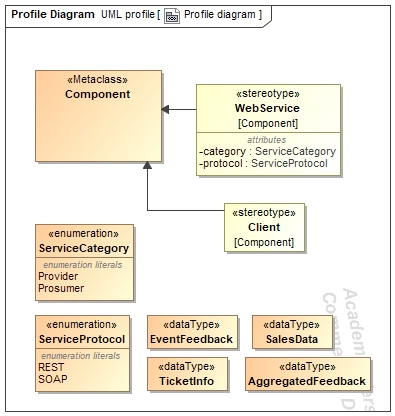 Profile Diagram UML profile [ Profile diagram ]
«Metaclass»
Component
«stereotype»
WebService
[Component]
attributes
-category : ServiceCategory
-protocol : ServiceProtocol
«stereotype»
Client
[Component]
«enumeration»
ServiceCategory
enumeration literals
Provider
Prosumer
«enumeration»
ServiceProtocol
enumeration literals
REST
SOAP
«dataType»
EventFeedback
«dataType»
SalesData
«dataType»
TicketInfo
«dataType»
AggregatedFeedback